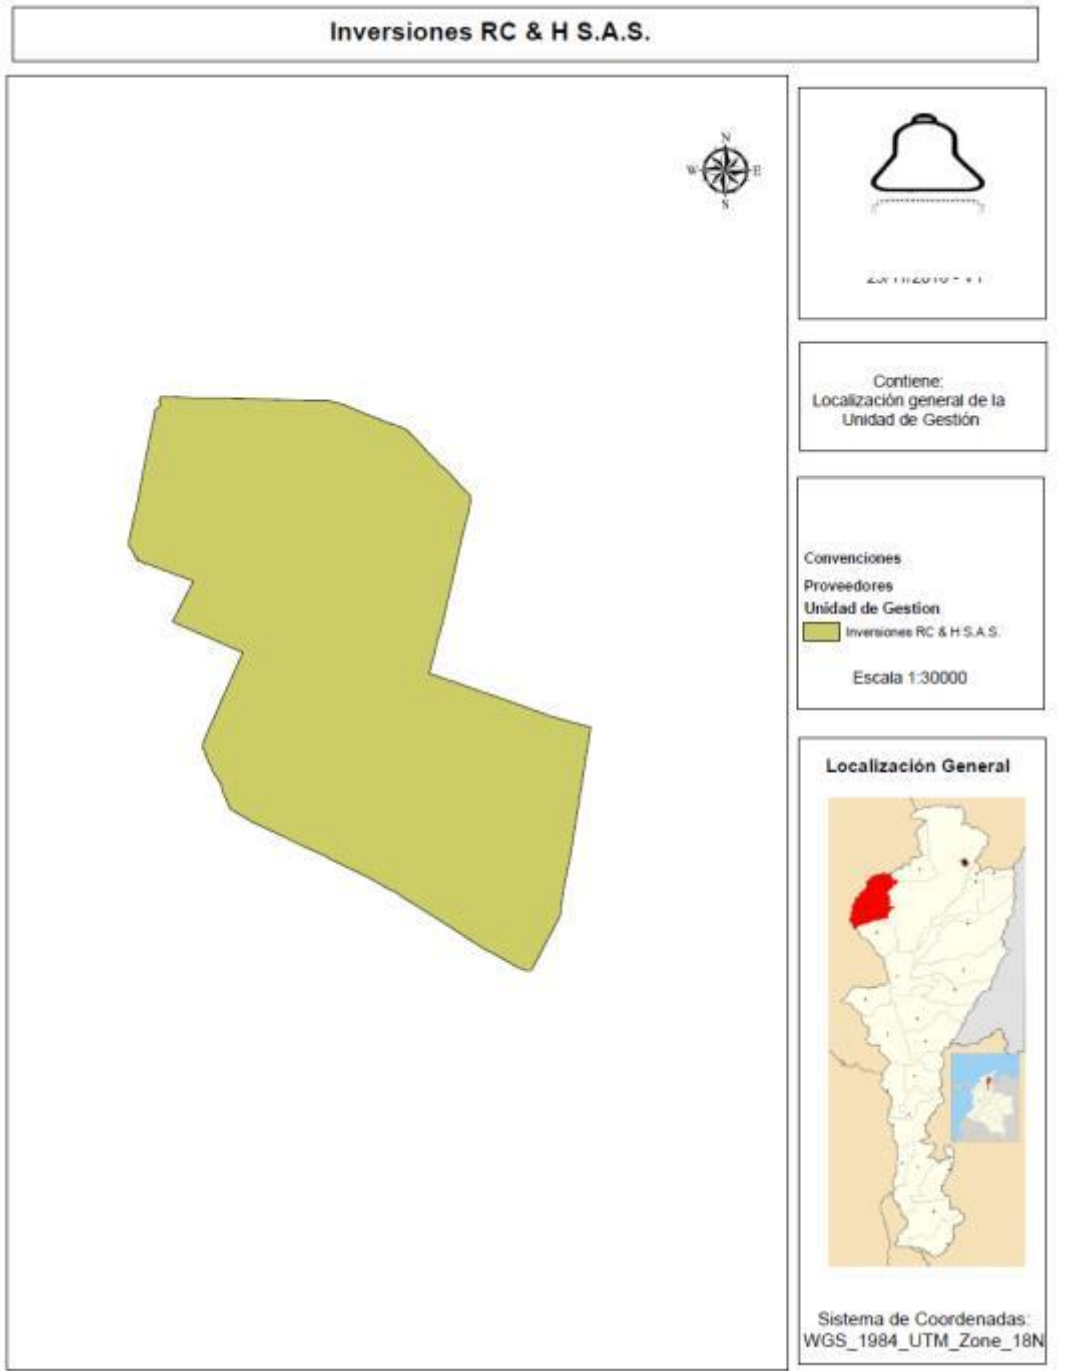 Inversiones RC & H S.A.S.
N
W
E
S
Contiene:
Localización general de la
Unidad de Gestión
Convenciones
Proveedores
Unidad de Gestion
Inversiones RC & H S.A.S.
Escala 1:30000
Localización General
Sistema de Coordenadas:
WGS_1984_UTM_Zone_18N